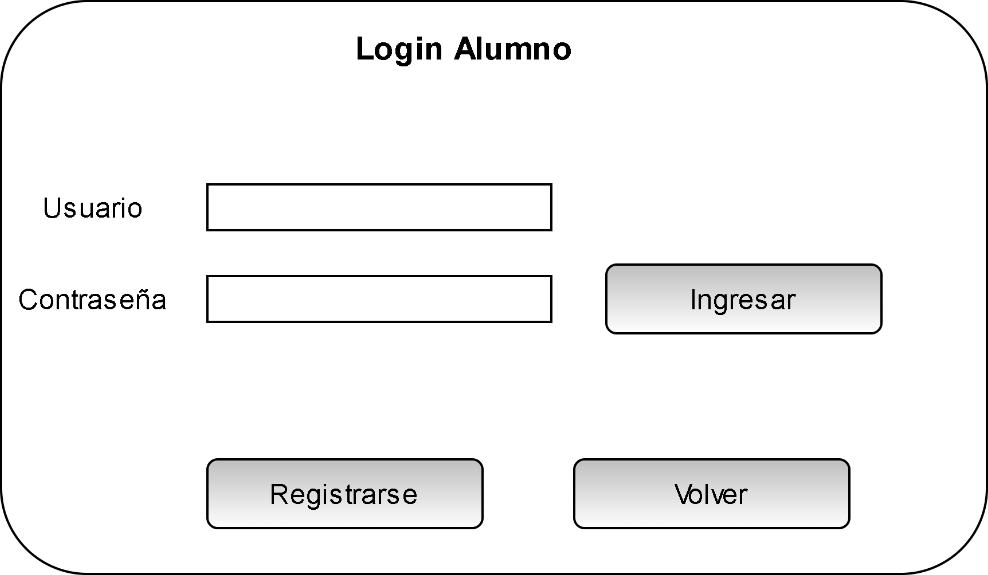 Login Alumno
Usuario
Contraseña
Ingresar
Registrarse
Volver